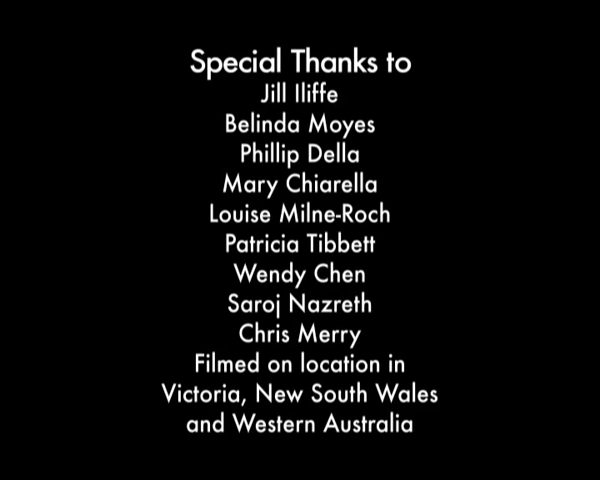 Special Thanks to
Jill Iliffe
Belinda Moyes
Phillip Della
Mary Chiarella
Louise Milne-Roch
Patricia Tibbett
Wendy Chen
Saroj Nazreth
Chris Merry
Filmed on location in
Victoria, New South Wales
and Western Australia